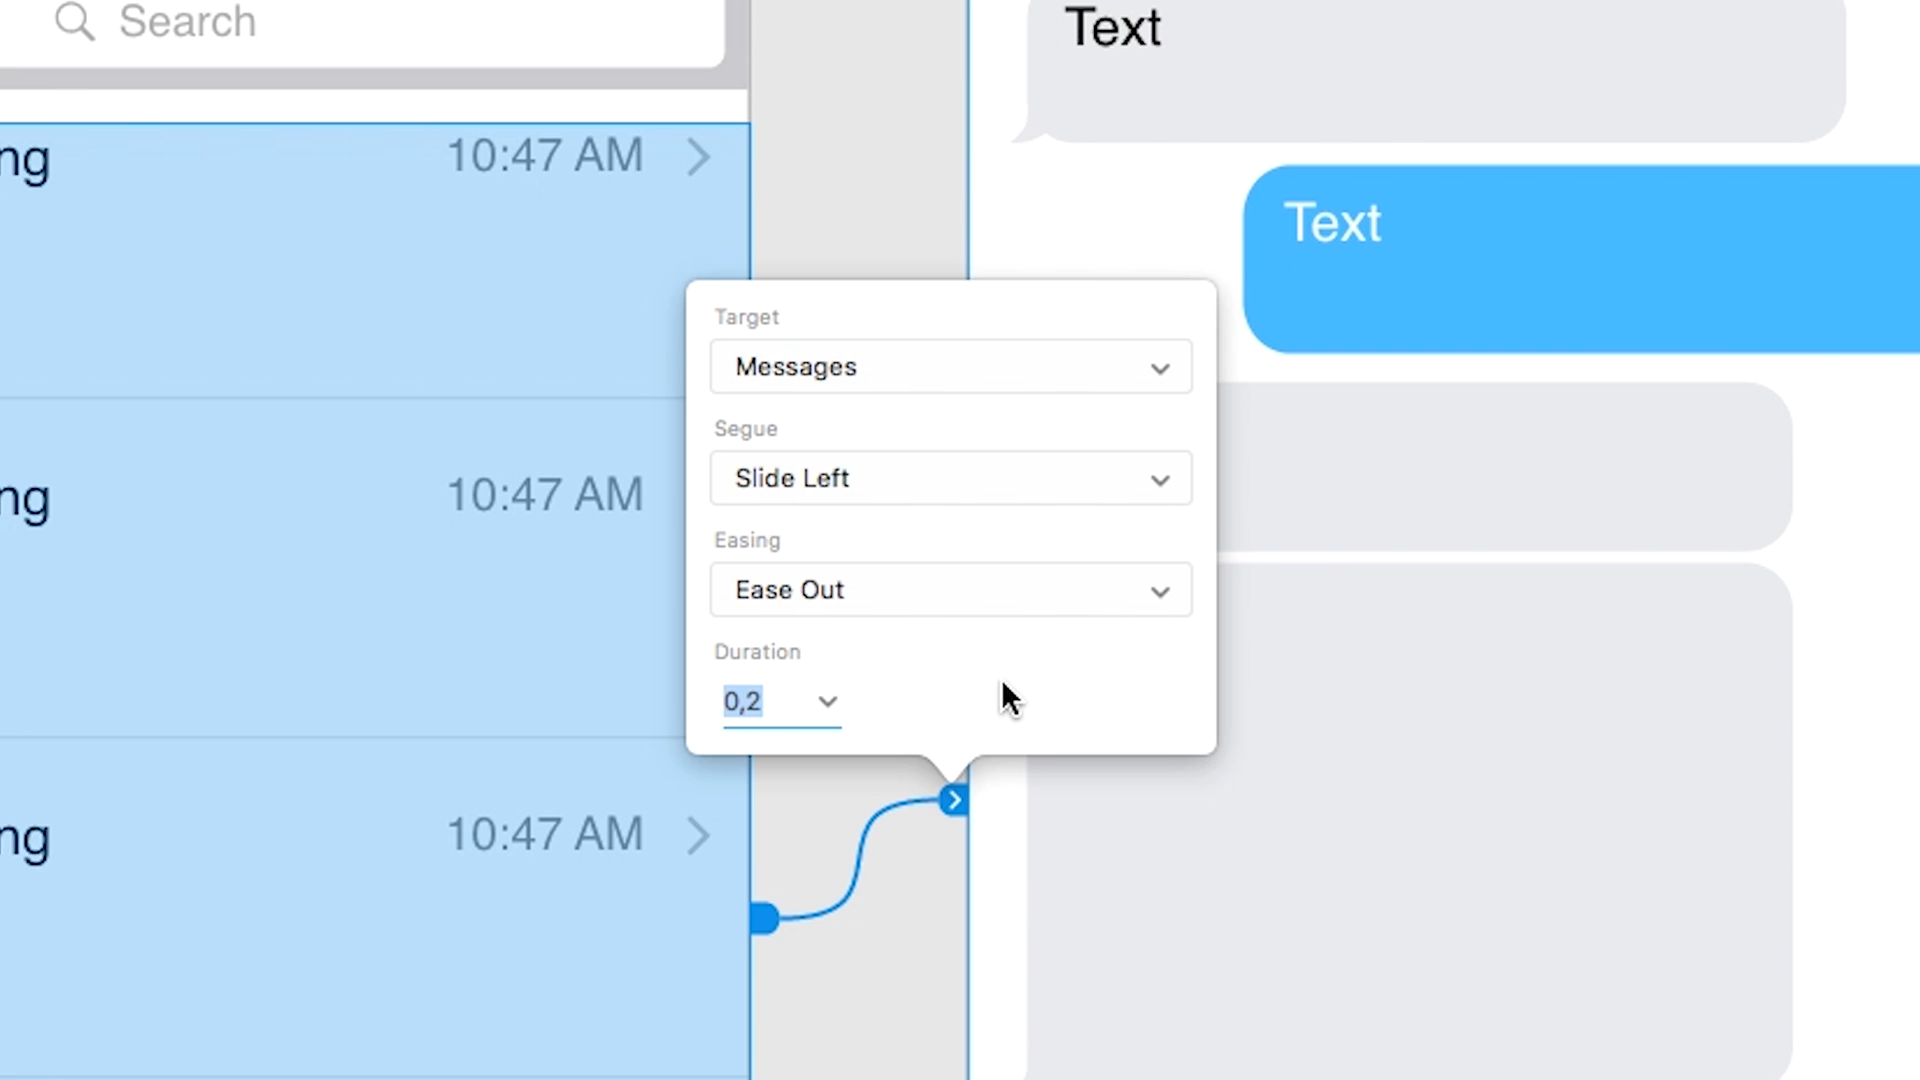 Search
Text
ng
10:47 AM
Text
Target
Messages
Segue
Slide Left
ng
10:47 AM
Easing
Ease Out
Duration
0,2
ng
10:47 AM